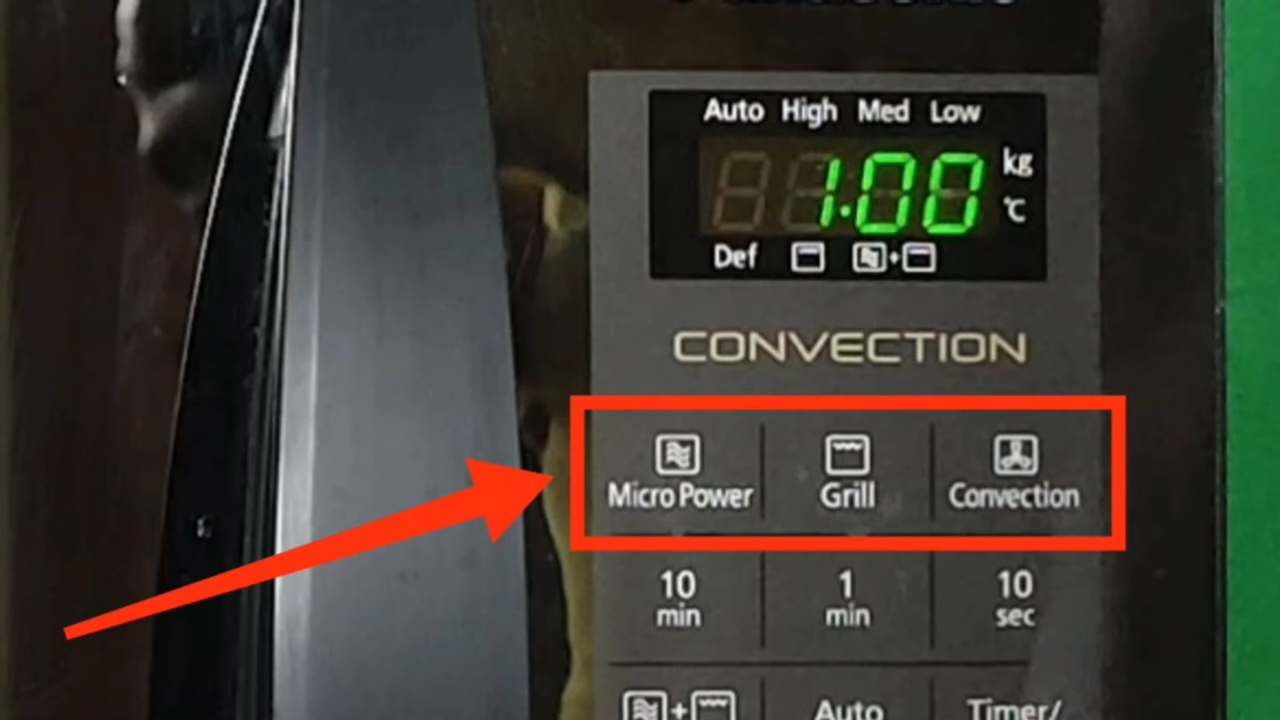 Auto High Med Low
1.00 kg
℃
Def
CONVECTION
Micro Power Grill Convection
10 min 1 min 10 sec
Auto Timer/